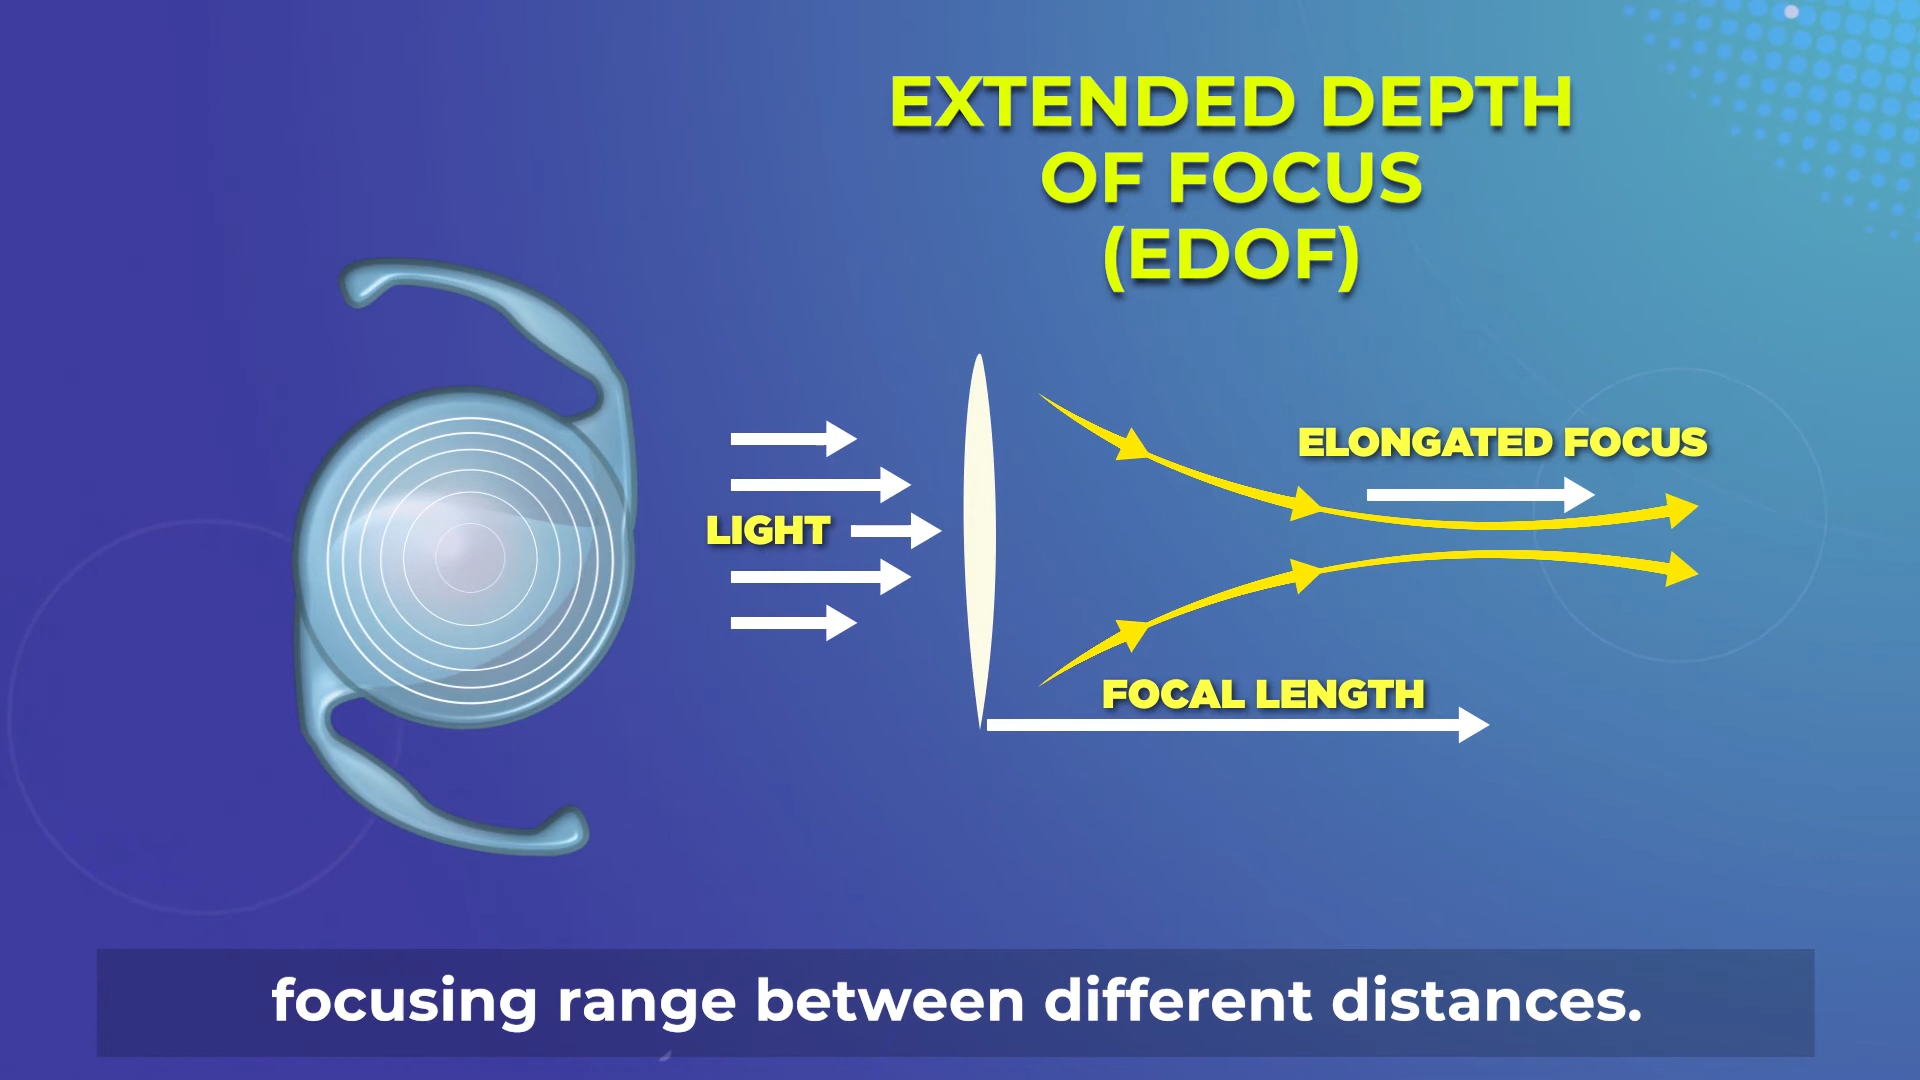 EXTENDED DEPTH
OF FOCUS
(EDOF)
ELONGATED FOCUS
LIGHT
FOCAL LENGTH
focusing range between different distances.